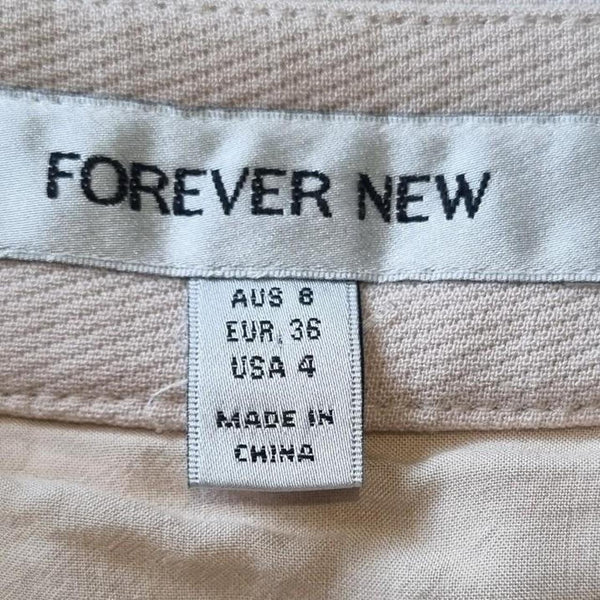 FOREVER NEW
AUS 8
EUR. 36
USA 4
MADE IN
CHINA